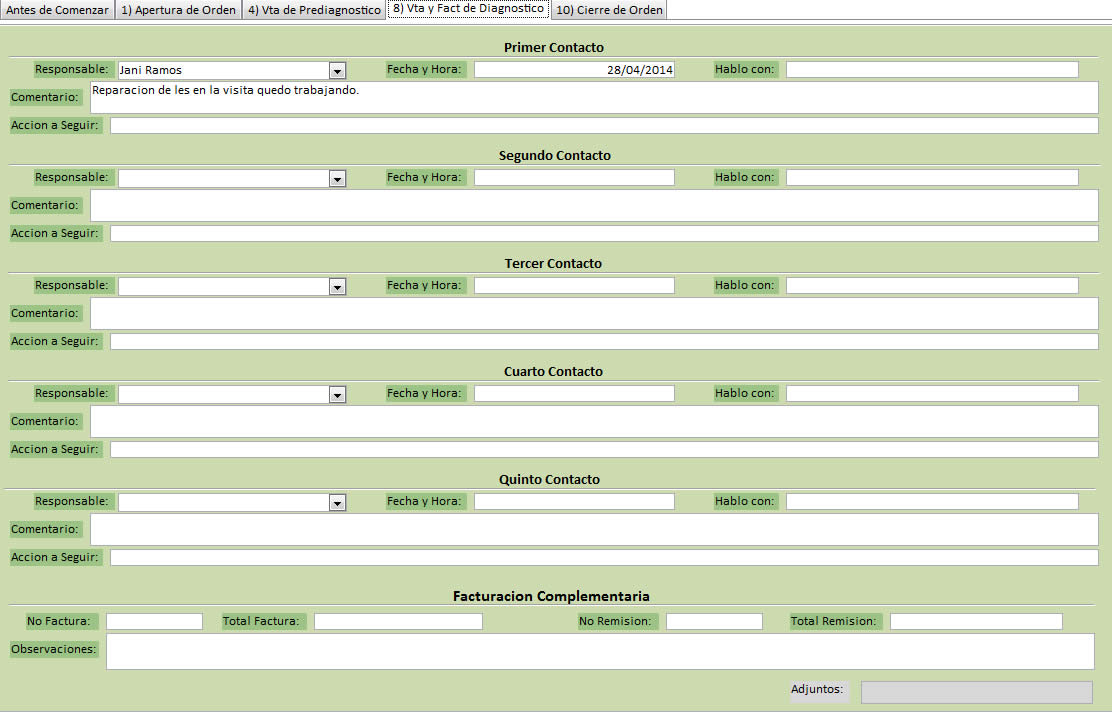 Antes de Comenzar 1) Apertura de Orden 4) Vta de Prediagnostico 8) Vta y Fact de Diagnostico 10) Cierre de Orden
Primer Contacto
Responsable: Jani Ramos Fecha y Hora: 28/04/2014 Hablo con:
Comentario: Reparacion de les en la visita quedo trabajando.
Accion a Seguir:
Segundo Contacto
Responsable: Fecha y Hora: Hablo con:
Comentario:
Accion a Seguir:
Tercer Contacto
Responsable: Fecha y Hora: Hablo con:
Comentario:
Accion a Seguir:
Cuarto Contacto
Responsable: Fecha y Hora: Hablo con:
Comentario:
Accion a Seguir:
Quinto Contacto
Responsable: Fecha y Hora: Hablo con:
Comentario:
Accion a Seguir:
Facturacion Complementaria
No Factura: Total Factura: No Remision: Total Remision:
Observaciones:
Adjuntos: